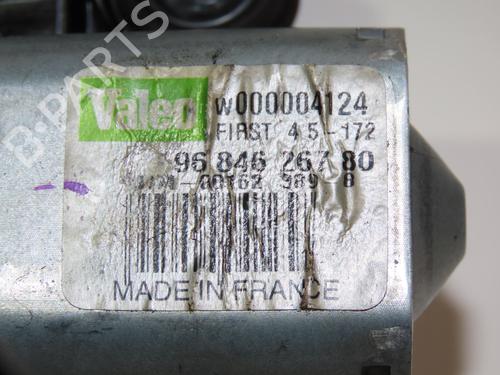 B-PARTS
Valeo W000004124
FIRST 4.5-172
96 846 267 80
MADE IN FRANCE